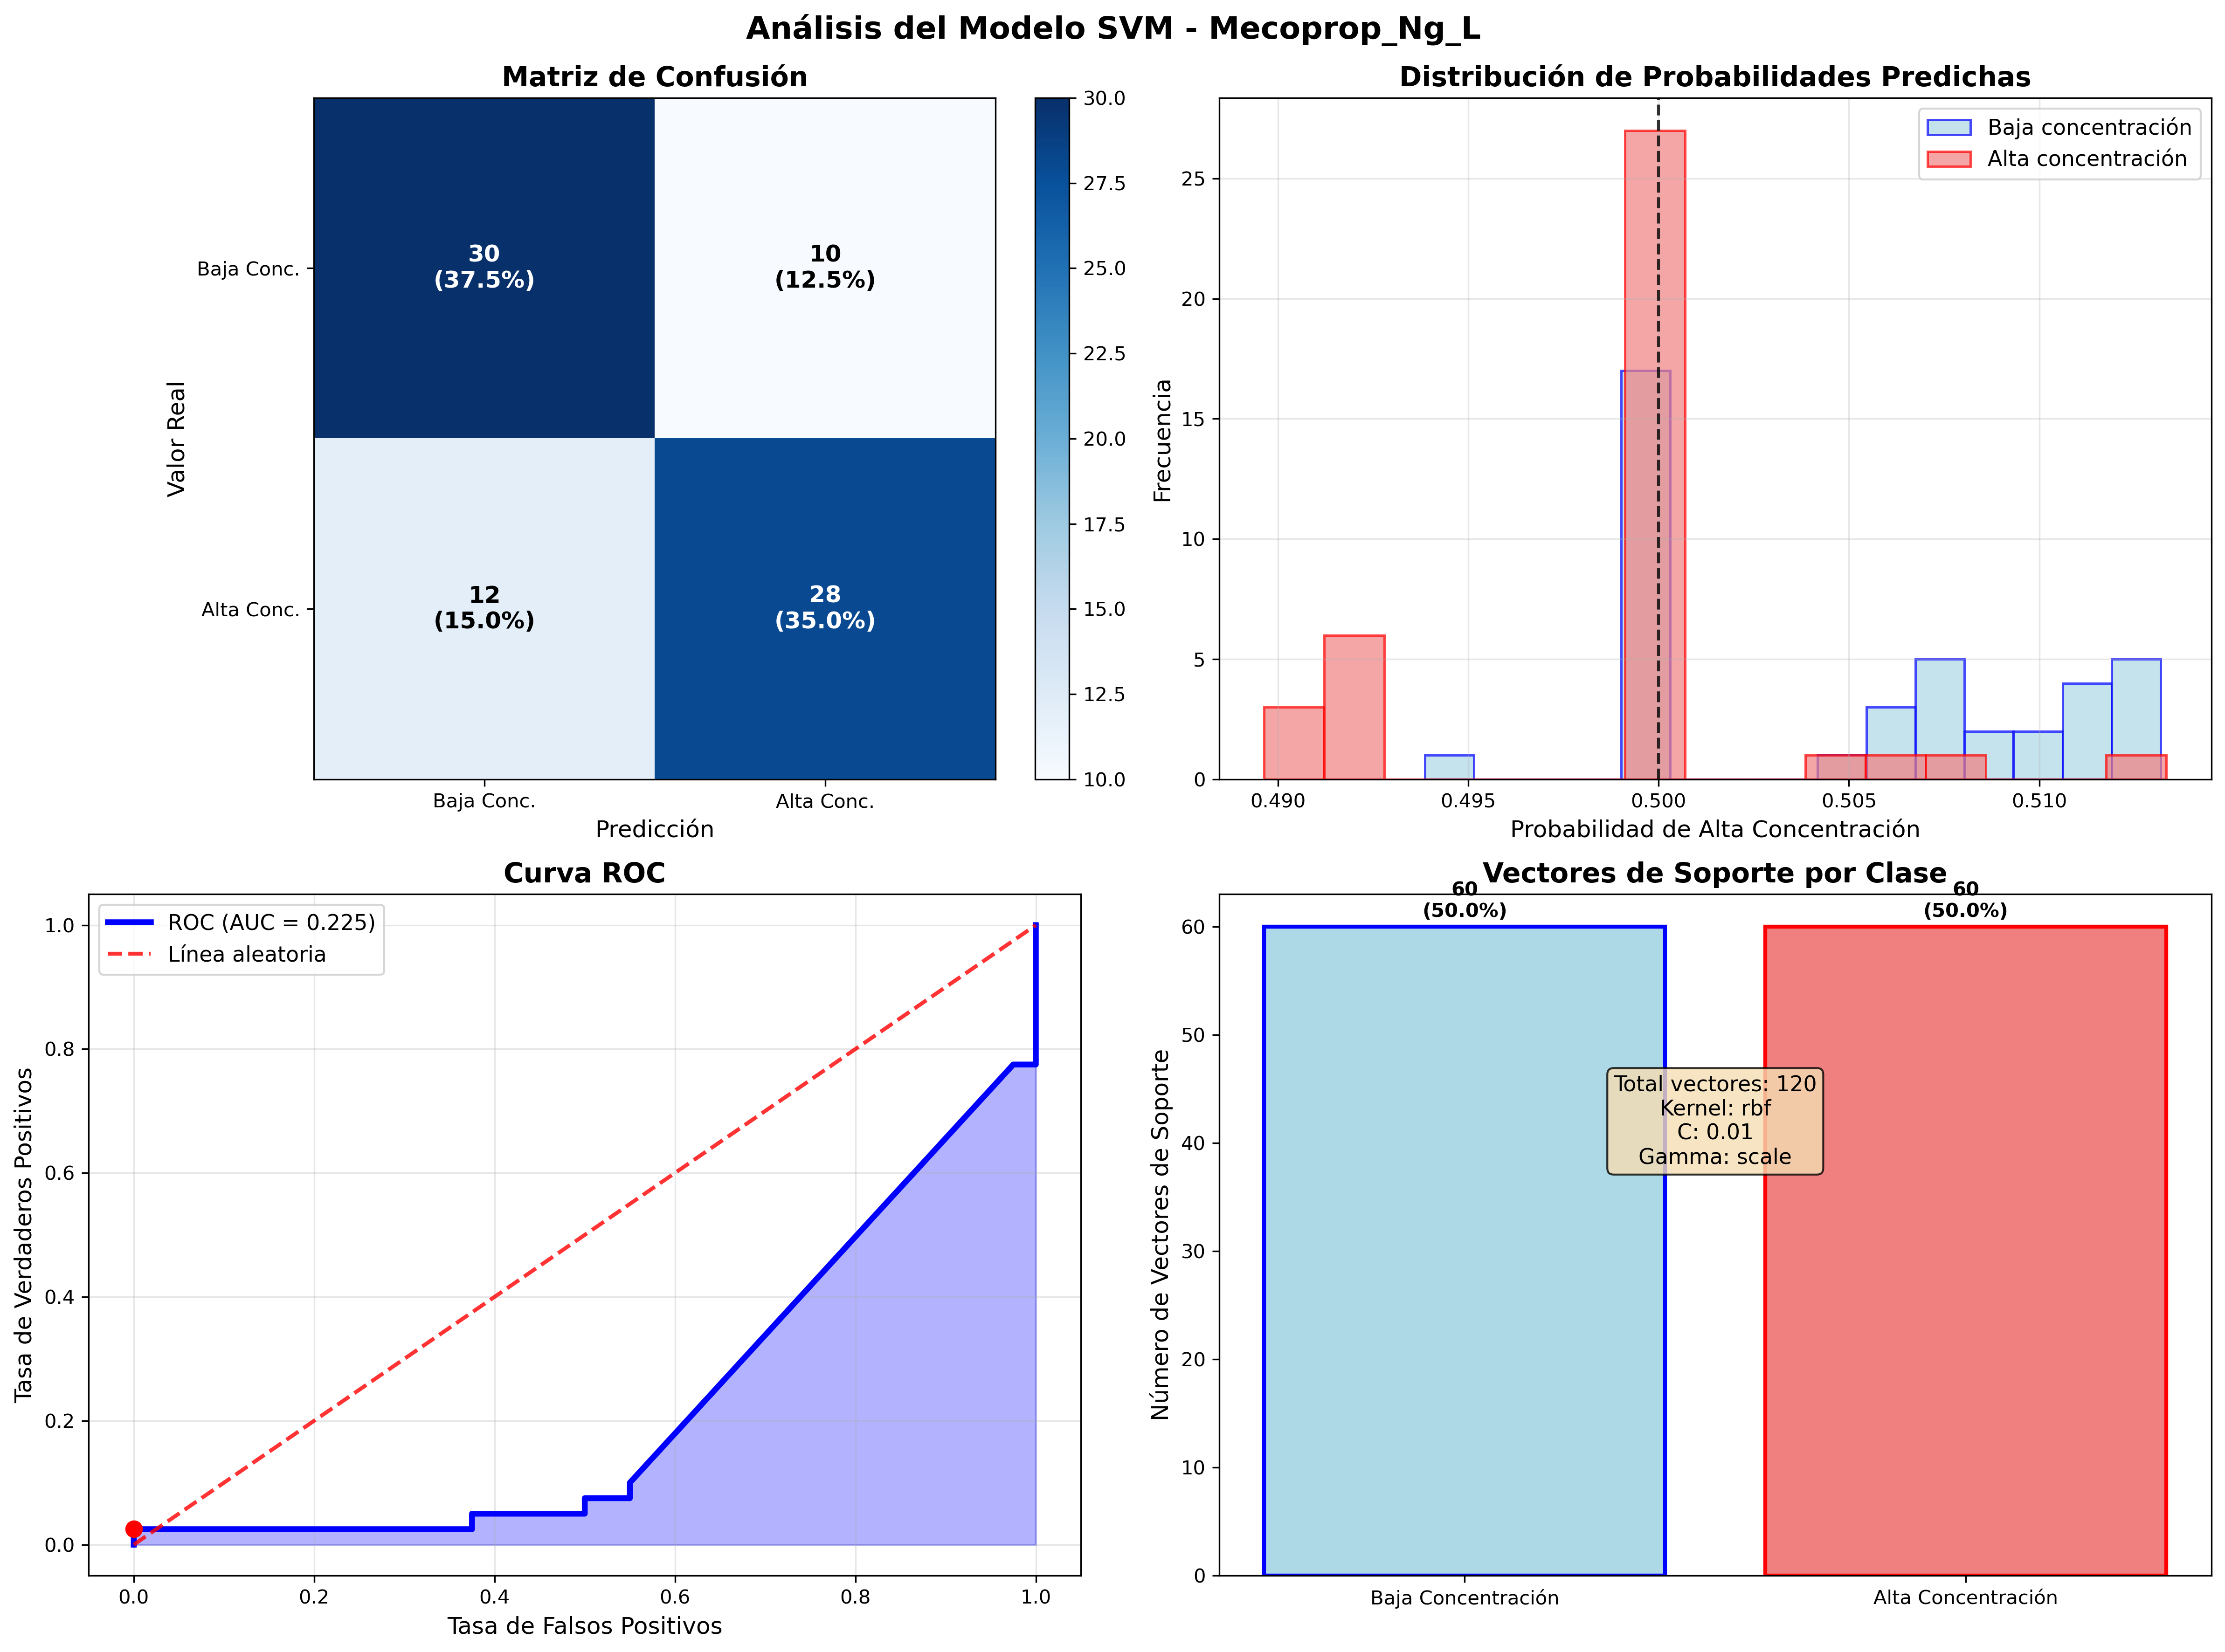 Análisis del Modelo SVM - Mecoprop_Ng_L
Matriz de Confusión
Valor Real
Baja Conc.
Alta Conc.
30
(37.5%)
10
(12.5%)
12
(15.0%)
28
(35.0%)
Baja Conc.
Alta Conc.
Predicción
30.0
27.5
25.0
22.5
20.0
17.5
15.0
12.5
10.0
Distribución de Probabilidades Predichas
Frecuencia
25
20
15
10
5
0
Baja concentración
Alta concentración
0.490
0.495
0.500
0.505
0.510
Probabilidad de Alta Concentración
Curva ROC
Tasa de Verdaderos Positivos
1.0
0.8
0.6
0.4
0.2
0.0
ROC (AUC = 0.225)
Línea aleatoria
0.0
0.2
0.4
0.6
0.8
1.0
Tasa de Falsos Positivos
Vectores de Soporte por Clase
Número de Vectores de Soporte
60
50
40
30
20
10
0
60
(50.0%)
60
(50.0%)
Total vectores: 120
Kernel: rbf
C: 0.01
Gamma: scale
Baja Concentración
Alta Concentración